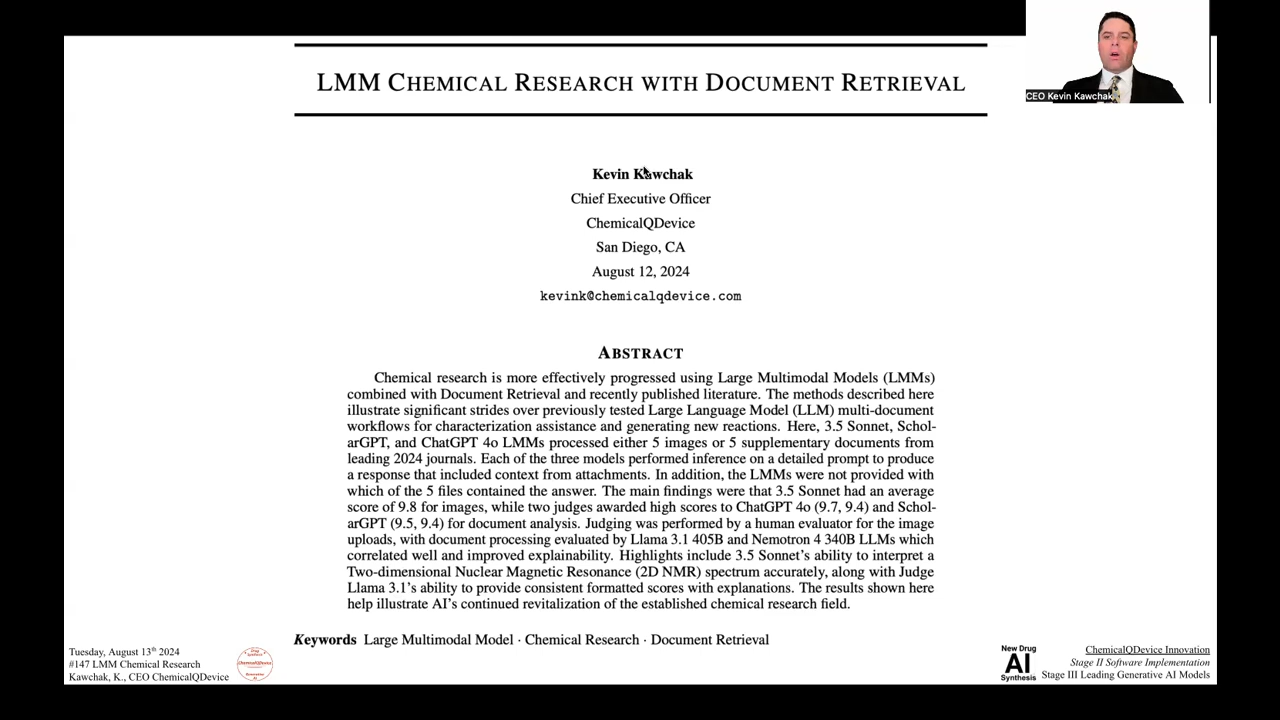 LMM CHEMICAL RESEARCH WITH DOCUMENT RETRIEVAL
CEO Kevin Kawchak
Kevin Kawchak
Chief Executive Officer
ChemicalQDevice
San Diego, CA
August 12, 2024
kevink@chemicalqdevice.com
ABSTRACT
Chemical research is more effectively progressed using Large Multimodal Models (LMMs)
combined with Document Retrieval and recently published literature. The methods described here
illustrate significant strides over previously tested Large Language Model (LLM) multi-document
workflows for characterization assistance and generating new reactions. Here, 3.5 Sonnet, Schol-
arGPT, and ChatGPT 4o LMMs processed either 5 images or 5 supplementary documents from
leading 2024 journals. Each of the three models performed inference on a detailed prompt to produce
a response that included context from attachments. In addition, the LMMs were not provided with
which of the 5 files contained the answer. The main findings were that 3.5 Sonnet had an average
score of 9.8 for images, while two judges awarded high scores to ChatGPT 4o (9.7, 9.4) and Schol-
arGPT (9.5, 9.4) for document analysis. Judging was performed by a human evaluator for the image
uploads, with document processing evaluated by Llama 3.1 405B and Nemotron 4 340B LLMs which
correlated well and improved explainability. Highlights include 3.5 Sonnet's ability to interpret a
Two-dimensional Nuclear Magnetic Resonance (2D NMR) spectrum accurately, along with Judge
Llama 3.1's ability to provide consistent formatted scores with explanations. The results shown here
help illustrate AI's continued revitalization of the established chemical research field.
Keywords Large Multimodal Model · Chemical Research · Document Retrieval
Tuesday, August 13th 2024
#147 LMM Chemical Research
Kawchak, K., CEO ChemicalQDevice
New Drug
AI
Synthesis
ChemicalQDevice Innovation
Stage II Software Implementation
Stage III Leading Generative AI Models